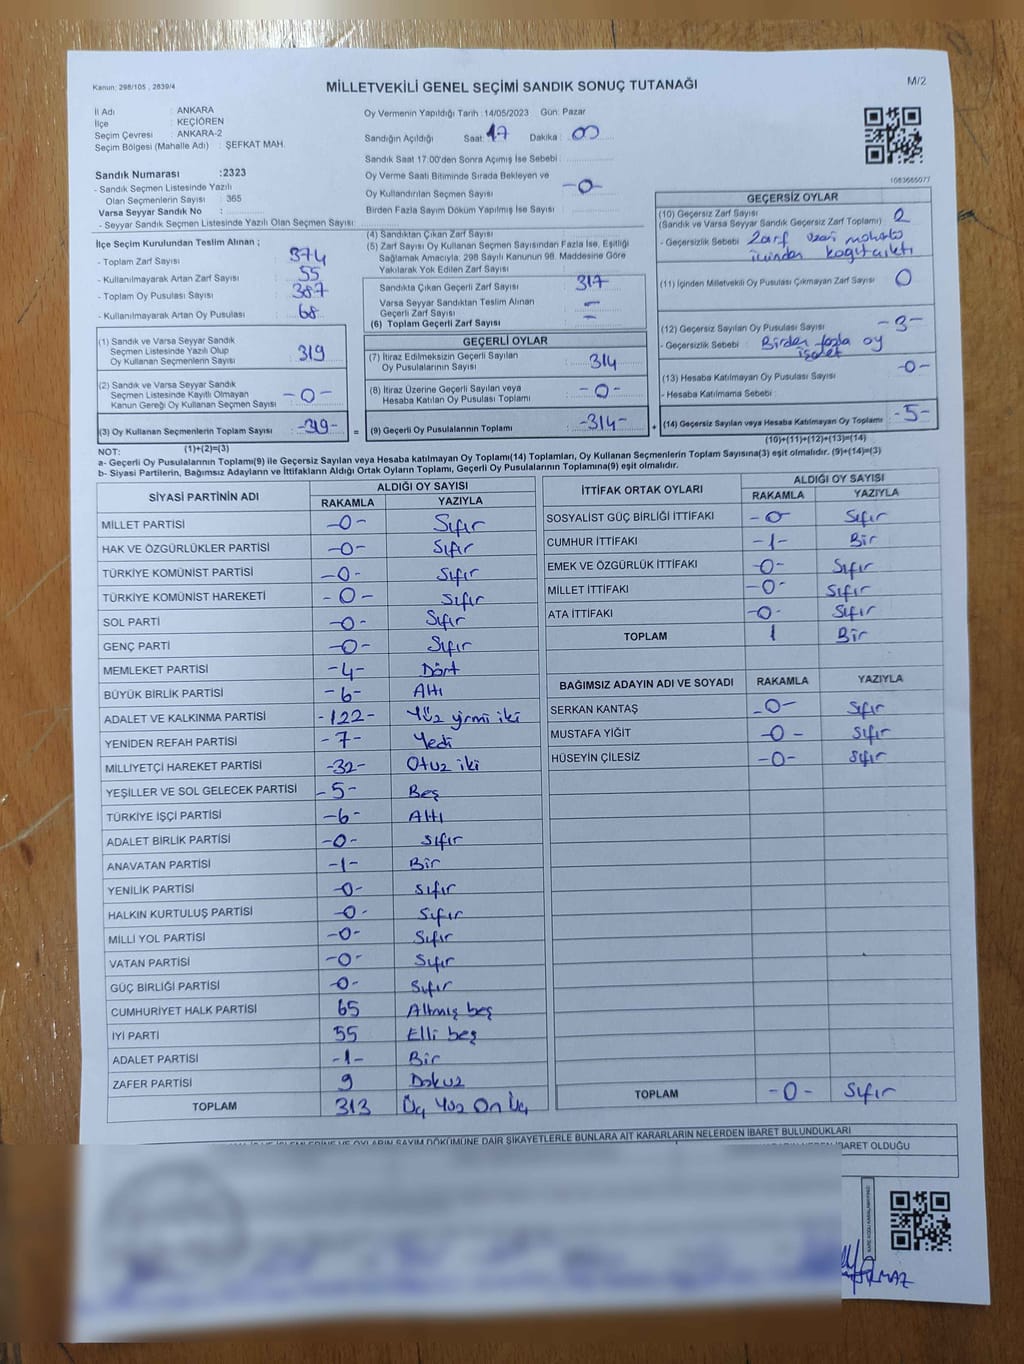 Kanun: 298/105 , 2839/4
MİLLETVEKİLİ GENEL SEÇİMİ SANDIK SONUÇ TUTANAĞI
M/2
İl Adı : ANKARA
İlçe : KEÇİÖREN
Seçim Çevresi : ANKARA-2
Seçim Bölgesi (Mahalle Adı) : ŞEFKAT MAH.
Sandık Numarası :2323
- Sandık Seçmen Listesinde Yazılı
Olan Seçmenlerin Sayısı : 365
Varsa Seyyar Sandık No :
- Seyyar Sandık Seçmen Listesinde Yazılı Olan Seçmen Sayısı:
Oy Vermenin Yapıldığı Tarih : 14/05/2023 Gün: Pazar
Sandığın Açıldığı Saat: 17 Dakika : 00
Sandık Saat 17.00'den Sonra Açılmış İse Sebebi :
Oy Verme Saati Bitiminde Sırada Bekleyen ve
Oy Kullandırılan Seçmen Sayısı -0-
Birden Fazla Sayım Döküm Yapılmış İse Sayısı :
1083665077
İlçe Seçim Kurulundan Teslim Alınan ;
- Toplam Zarf Sayısı : 374
- Kullanılmayarak Artan Zarf Sayısı : 55
- Toplam Oy Pusulası Sayısı : 387
- Kullanılmayarak Artan Oy Pusulası : 68
(1) Sandık ve Varsa Seyyar Sandık
Seçmen Listesinde Yazılı Olup
Oy Kullanan Seçmenlerin Sayısı : 319
(2) Sandık ve Varsa Seyyar Sandık
Seçmen Listesinde Kayıtlı Olmayan
Kanun Gereği Oy Kullanan Seçmen Sayısı : -0-
(3) Oy Kullanan Seçmenlerin Toplam Sayısı : -319-
(4) Sandıktan Çıkan Zarf Sayısı :
(5) Zarf Sayısı Oy Kullanan Seçmen Sayısından Fazla İse, Eşitliği
Sağlamak Amacıyla; 298 Sayılı Kanunun 98. Maddesine Göre
Yakılarak Yok Edilen Zarf Sayısı :
Sandıkta Çıkan Geçerli Zarf Sayısı : 317
Varsa Seyyar Sandıktan Teslim Alınan
Geçerli Zarf Sayısı : -
(6) Toplam Geçerli Zarf Sayısı : -
GEÇERLİ OYLAR
(7) İtiraz Edilmeksizin Geçerli Sayılan
Oy Pusulalarının Sayısı : 314
(8) İtiraz Üzerine Geçerli Sayılan veya
Hesaba Katılan Oy Pusulası Toplamı : -0-
= (9) Geçerli Oy Pusulalarının Toplamı : -314- +
GEÇERSİZ OYLAR
(10) Geçersiz Zarf Sayısı
(Sandık ve Varsa Seyyar Sandık Geçersiz Zarf Toplamı) : 2
- Geçersizlik Sebebi : Zarf üzeri mühürlü
içinden kağıt çıktı
(11) İçinden Milletvekili Oy Pusulası Çıkmayan Zarf Sayısı : 0
(12) Geçersiz Sayılan Oy Pusulası Sayısı : -3-
- Geçersizlik Sebebi : Birden fazla oy
işaret
(13) Hesaba Katılmayan Oy Pusulası Sayısı : -0-
- Hesaba Katılmama Sebebi :
(14) Geçersiz Sayılan veya Hesaba Katılmayan Oy Toplamı : -5-
(1)+(2)=(3)
(10)+(11)+(12)+(13)=(14)
NOT:
a- Geçerli Oy Pusulalarının Toplamı(9) ile Geçersiz Sayılan veya Hesaba katılmayan Oy Toplamı(14) Toplamları, Oy Kullanan Seçmenlerin Toplam Sayısına(3) eşit olmalıdır. (9)+(14)=(3)
b- Siyasi Partilerin, Bağımsız Adayların ve İttifakların Aldığı Ortak Oyların Toplamı, Geçerli Oy Pusulalarının Toplamına(9) eşit olmalıdır.
SİYASİ PARTİNİN ADI ALDIĞI OY SAYISI
RAKAMLA YAZIYLA
MİLLET PARTİSİ -0- Sıfır
HAK VE ÖZGÜRLÜKLER PARTİSİ -0- Sıfır
TÜRKİYE KOMÜNİST PARTİSİ -0- Sıfır
TÜRKİYE KOMÜNİST HAREKETİ -0- Sıfır
SOL PARTİ -0- Sıfır
GENÇ PARTİ -0- Sıfır
MEMLEKET PARTİSİ -4- Dört
BÜYÜK BİRLİK PARTİSİ -6- Altı
ADALET VE KALKINMA PARTİSİ -122- Yüz yirmi iki
YENİDEN REFAH PARTİSİ -7- Yedi
MİLLİYETÇİ HAREKET PARTİSİ -32- Otuz iki
YEŞİLLER VE SOL GELECEK PARTİSİ -5- Beş
TÜRKİYE İŞÇİ PARTİSİ -6- Altı
ADALET BİRLİK PARTİSİ -0- Sıfır
ANAVATAN PARTİSİ -1- Bir
YENİLİK PARTİSİ -0- Sıfır
HALKIN KURTULUŞ PARTİSİ -0- Sıfır
MİLLİ YOL PARTİSİ -0- Sıfır
VATAN PARTİSİ -0- Sıfır
GÜÇ BİRLİĞİ PARTİSİ -0- Sıfır
CUMHURİYET HALK PARTİSİ 65 Altmış beş
İYİ PARTİ 55 Elli beş
ADALET PARTİSİ -1- Bir
ZAFER PARTİSİ 9 Dokuz
TOPLAM 313 Üç Yüz On Üç
İTTİFAK ORTAK OYLARI ALDIĞI OY SAYISI
RAKAMLA YAZIYLA
SOSYALİST GÜÇ BİRLİĞİ İTTİFAKI -0- Sıfır
CUMHUR İTTİFAKI -1- Bir
EMEK VE ÖZGÜRLÜK İTTİFAKI -0- Sıfır
MİLLET İTTİFAKI -0- Sıfır
ATA İTTİFAKI -0- Sıfır
TOPLAM 1 Bir
BAĞIMSIZ ADAYIN ADI VE SOYADI RAKAMLA YAZIYLA
SERKAN KANTAŞ -0- Sıfır
MUSTAFA YİĞİT -0- Sıfır
HÜSEYİN ÇİLESİZ -0- Sıfır
TOPLAM -0- Sıfır
DÖKÜMÜNE DAİR ŞİKAYETLERLE BUNLARA AİT KARARLARIN NELERDEN İBARET BULUNDUKLARI
İBARET OLDUĞU